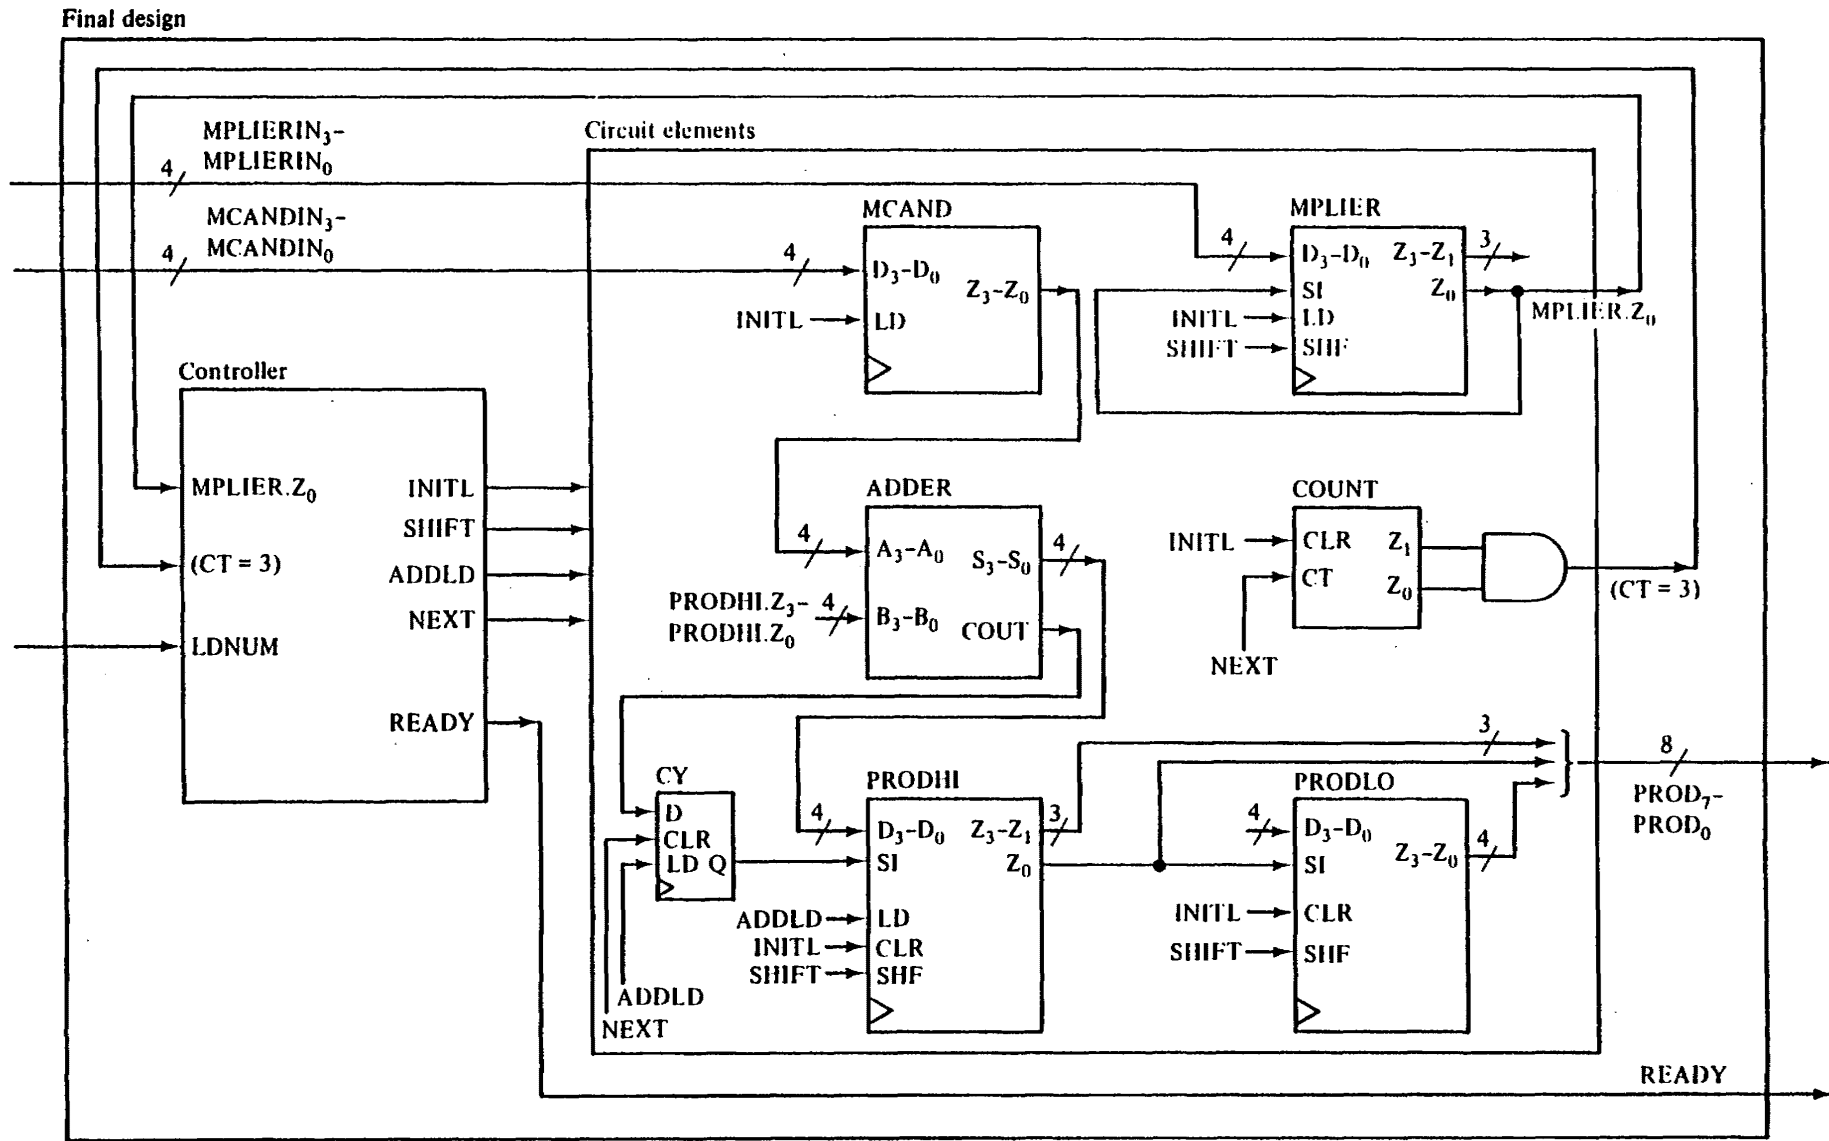 Final design
MPLIERIN₃-
MPLIERIN₀
4
MCANDIN₃-
MCANDIN₀
4
Circuit elements
MCAND
4
D₃-D₀
Z₃-Z₀
INITL
LD
MPLIER
4
D₃-D₀ Z₃-Z₁
3
SI
Z₀
MPLIER.Z₀
INITL
LD
SHIFT
SHF
Controller
MPLIER.Z₀
INITL
SHIFT
(CT = 3)
ADDLD
NEXT
LDNUM
READY
ADDER
4
A₃-A₀
S₃-S₀
4
PRODHI.Z₃-
PRODHI.Z₀
4
B₃-B₀
COUT
COUNT
INITL
CLR Z₁
CT Z₀
NEXT
(CT = 3)
CY
D
CLR
LD Q
ADDLD
NEXT
PRODHI
4
D₃-D₀ Z₃-Z₁
3
SI Z₀
ADDLD
LD
INITL
CLR
SHIFT
SHF
3
PRODLO
4
D₃-D₀
Z₃-Z₀
4
SI
INITL
CLR
SHIFT
SHF
8
PROD₇-
PROD₀
READY